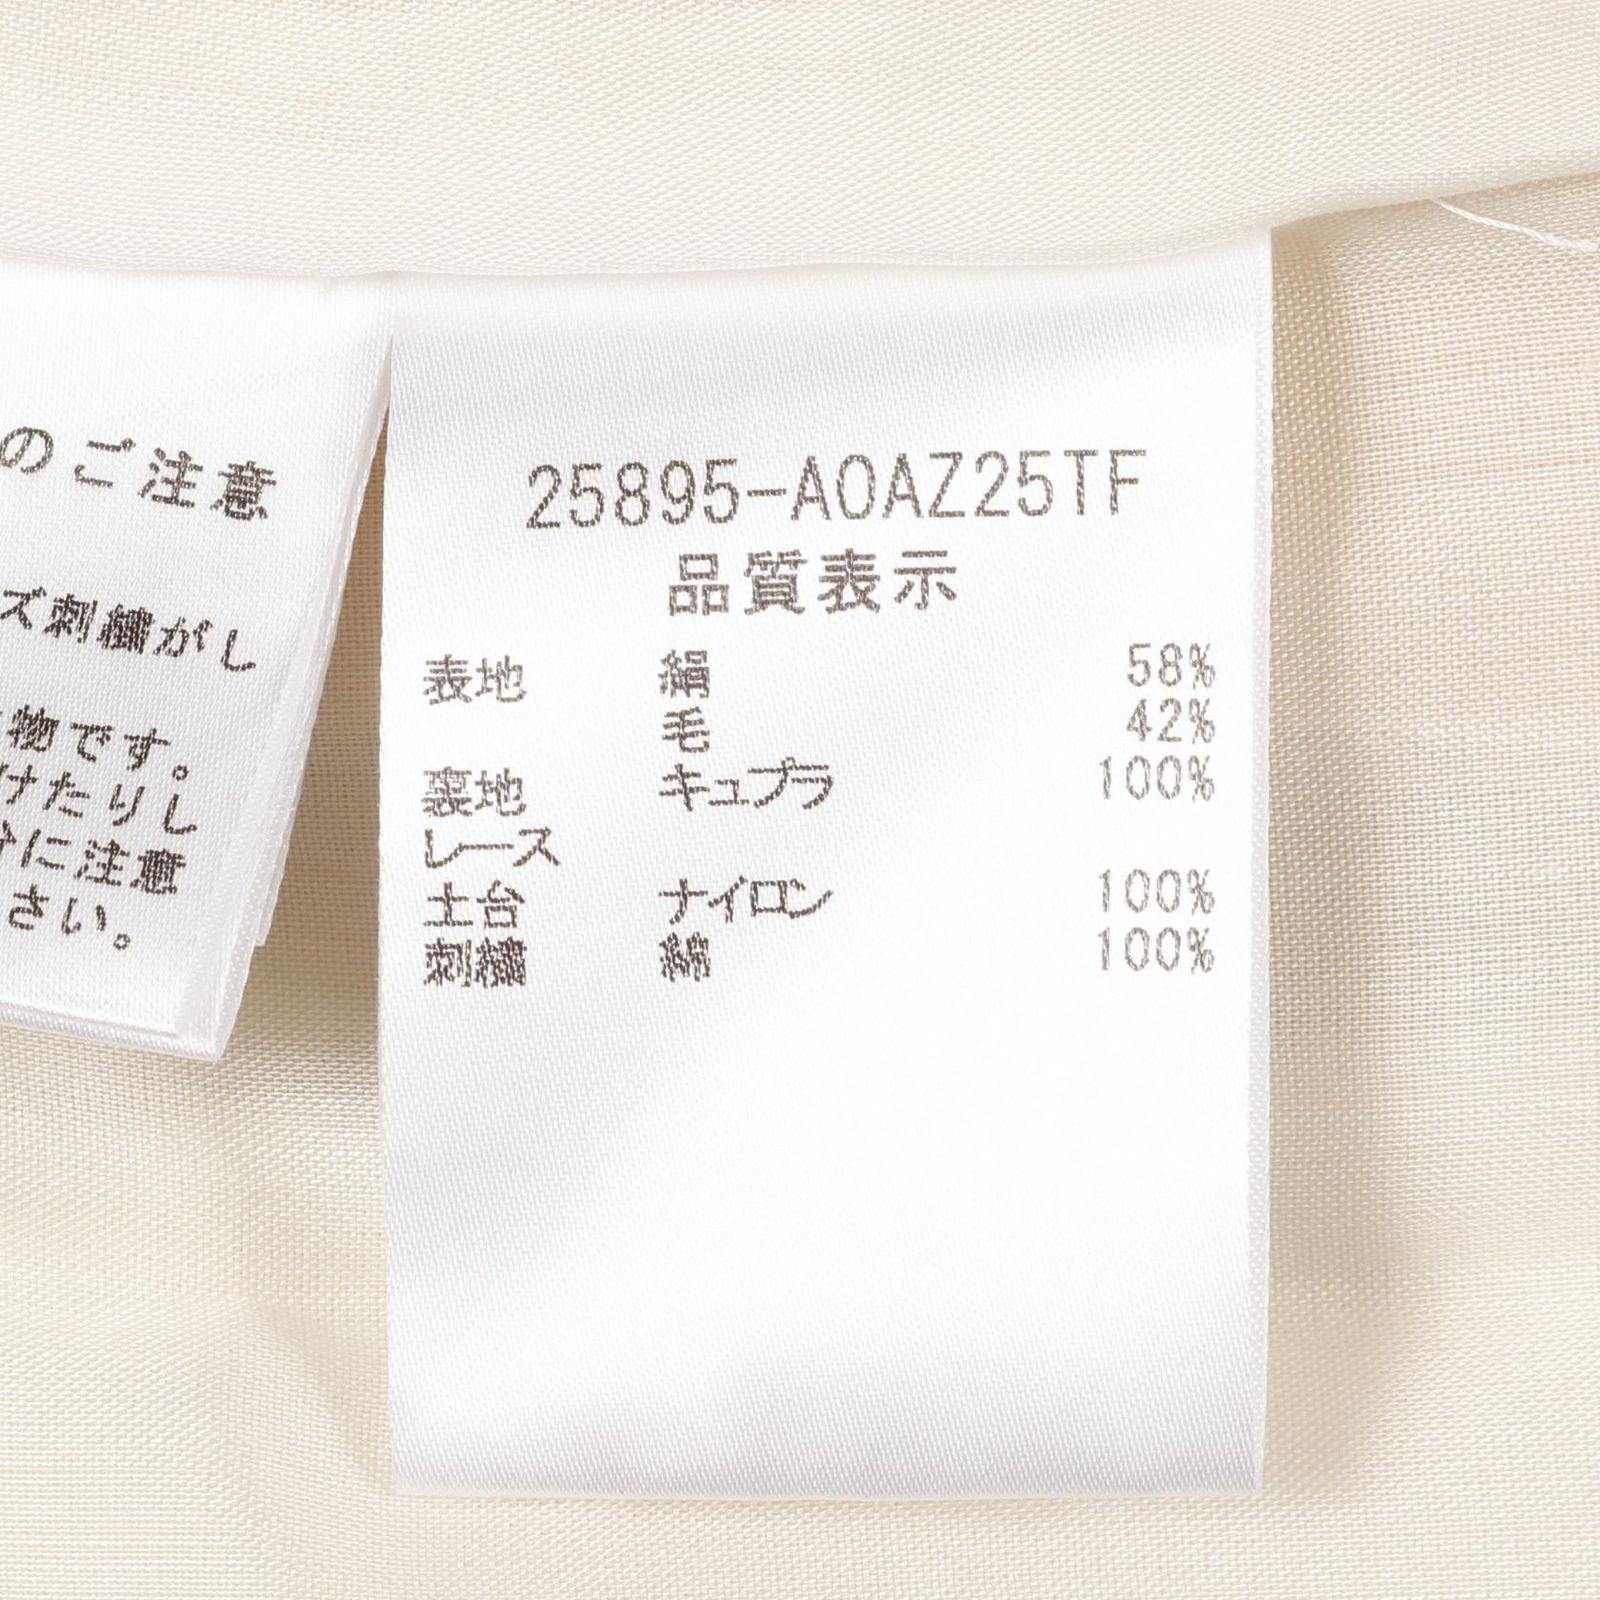 のご注意
ズ刺繍がし
物です。
けたりし
に注意
さい。
25895-A0AZ25TF
品質表示
表地 絹 58%
毛 42%
裏地 キュプラ 100%
レース
土台 ナイロン 100%
刺繍 綿 100%